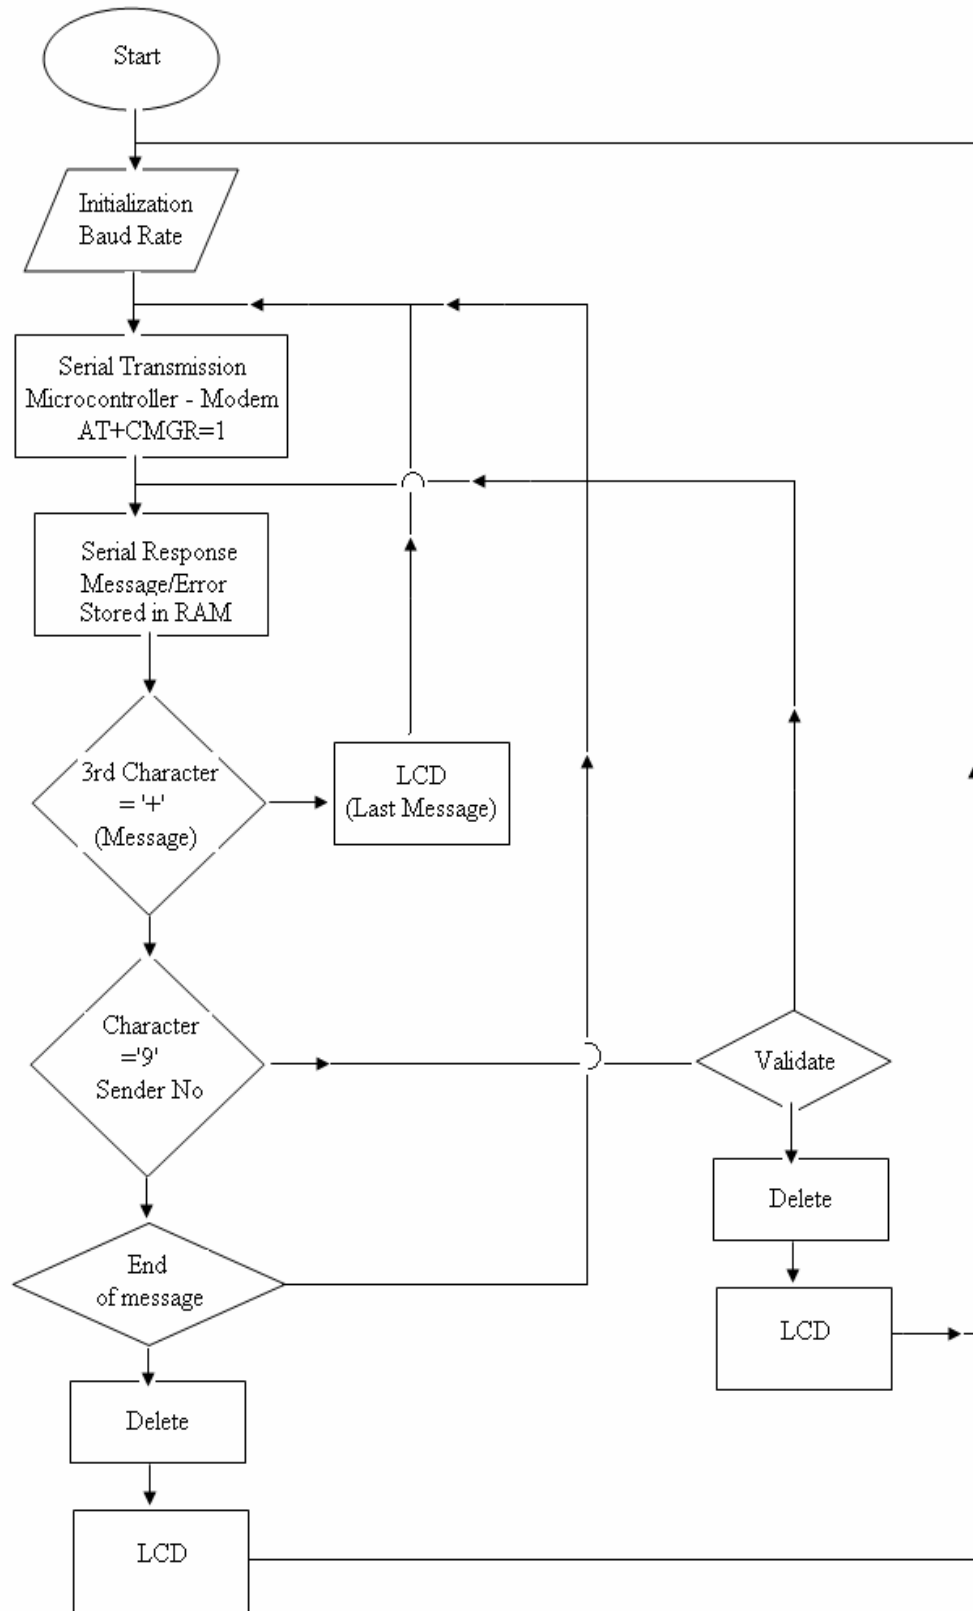 Start
Initialization
Baud Rate
Serial Transmission
Microcontroller - Modem
AT+CMGR=1
Serial Response
Message/Error
Stored in RAM
3rd Character
= '+'
(Message)
LCD
(Last Message)
Character
='9'
Sender No
Validate
End
of message
Delete
LCD
Delete
LCD